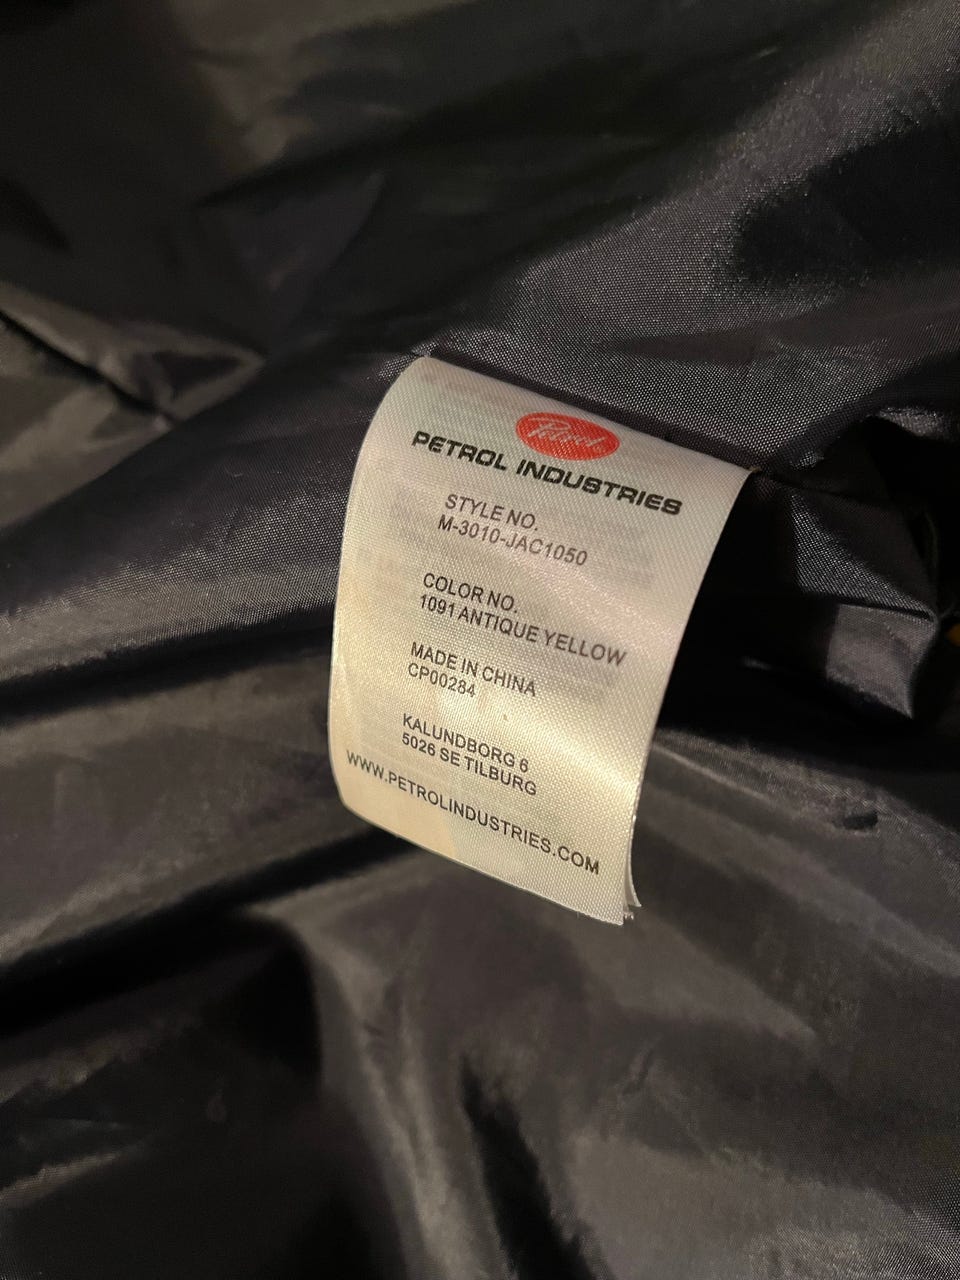 Petrol
PETROL INDUSTRIES
STYLE NO.
M-3010-JAC1050
COLOR NO.
1091 ANTIQUE YELLOW
MADE IN CHINA
CP00284
KALUNDBORG 6
5026 SE TILBURG
WWW.PETROLINDUSTRIES.COM